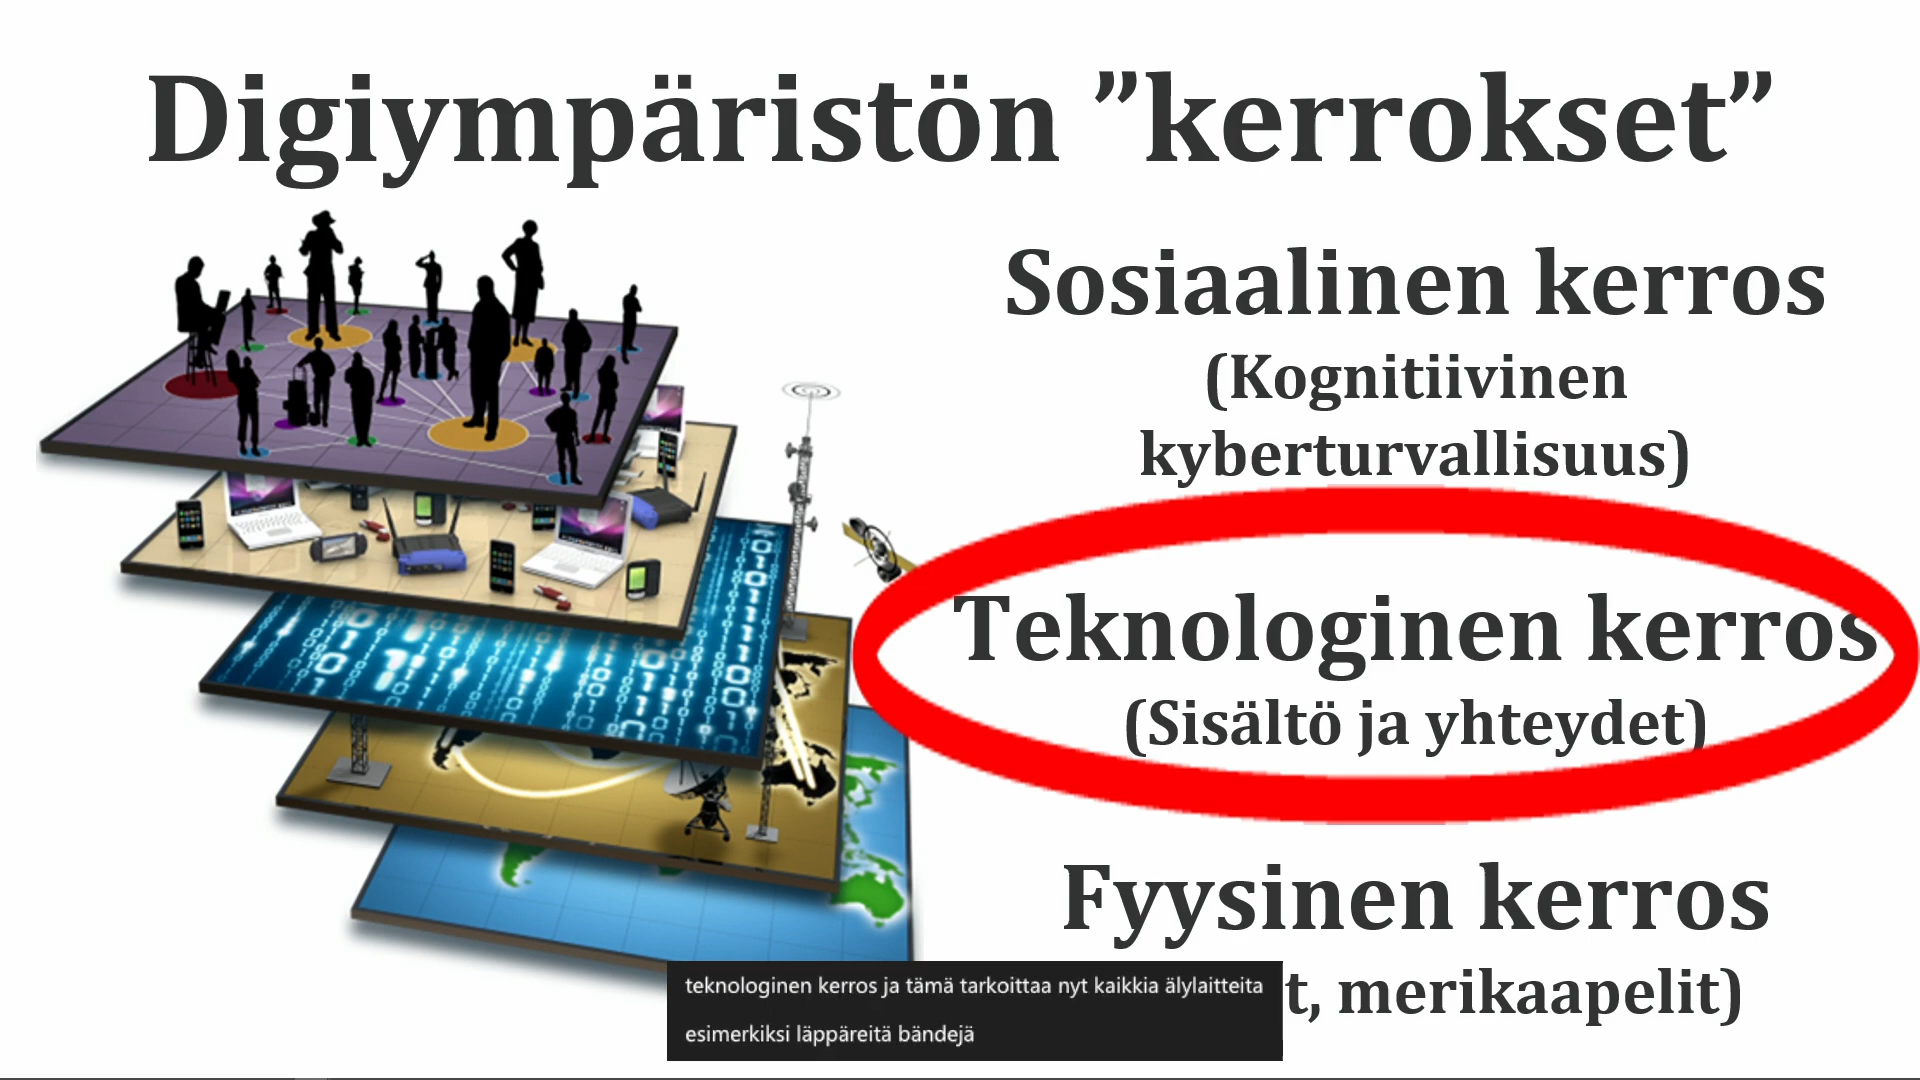 Digiympäristön ”kerrokset”
Sosiaalinen kerros
(Kognitiivinen
kyberturvallisuus)
Teknologinen kerros
(Sisältö ja yhteydet)
Fyysinen kerros
t, merikaapelit)
teknologinen kerros ja tämä tarkoittaa nyt kaikkia älylaitteita
esimerkiksi läppäreitä bändejä